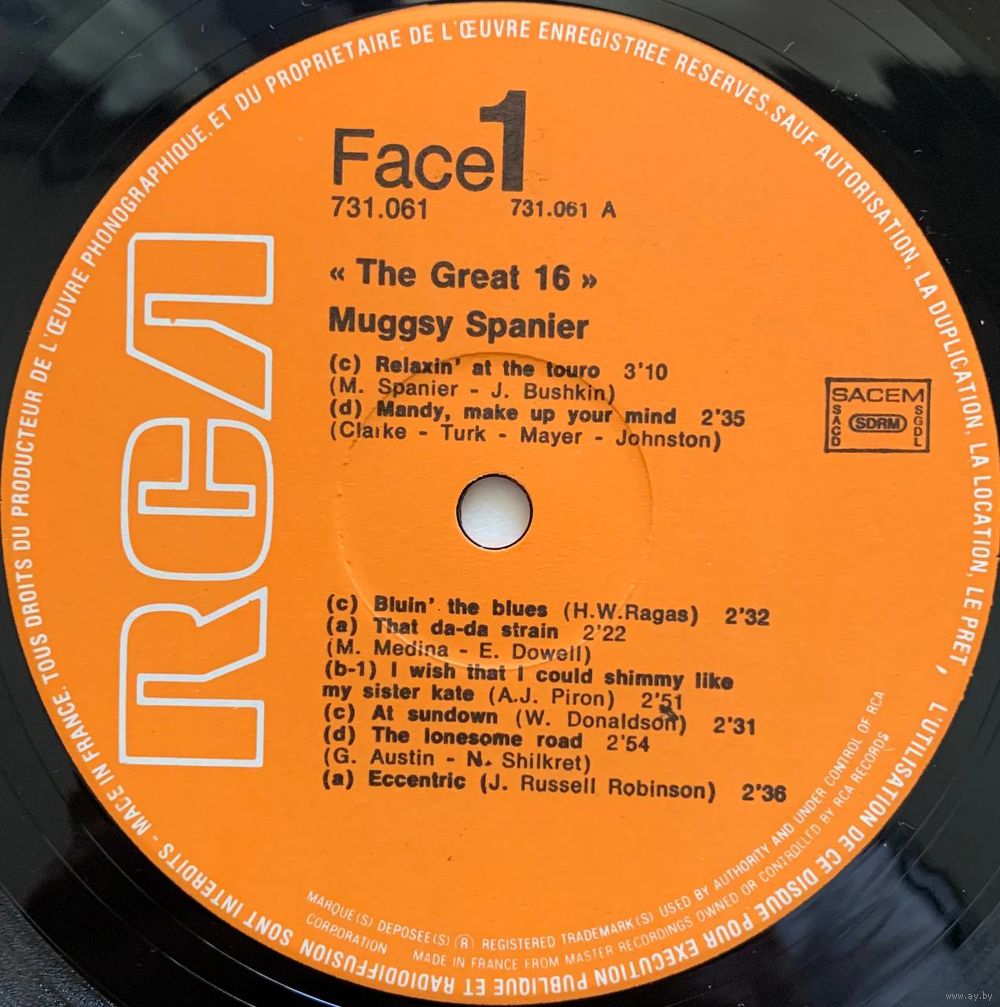 Face 1
731.061 731.061 A
« The Great 16 »
Muggsy Spanier
(c) Relaxin' at the touro 3'10
(M. Spanier - J. Bushkin)
(d) Mandy, make up your mind 2'35
(Clarke - Turk - Mayer - Johnston)
RCA
SACEM
SACD
SDRM
SGDL
(c) Bluin' the blues (H.W.Ragas) 2'32
(a) That da-da strain 2'22
(M. Medina - E. Dowell)
(b-1) I wish that I could shimmy like
my sister kate (A.J. Piron) 2'51
(c) At sundown (W. Donaldson) 2'31
(d) The lonesome road 2'54
(G. Austin - N. Shilkret)
(a) Eccentric (J. Russell Robinson) 2'36
MARQUE(S) DEPOSEE(S) ® REGISTERED TRADEMARK(S) USED BY AUTHORITY AND UNDER CONTROL OF RCA
CORPORATION MADE IN FRANCE FROM MASTER RECORDINGS OWNED OR CONTROLLED BY RCA RECORDS
MADE IN FRANCE. TOUS DROITS DU PRODUCTEUR DE L'ŒUVRE PHONOGRAPHIQUE. ET DU PROPRIETAIRE DE L'ŒUVRE ENREGISTREE RESERVES. SAUF AUTORISATION, LA DUPLICATION, LA LOCATION, LE PRET, L'UTILISATION DE CE DISQUE POUR EXECUTION PUBLIQUE ET RADIODIFFUSION SONT INTERDITS -
www.ay.by